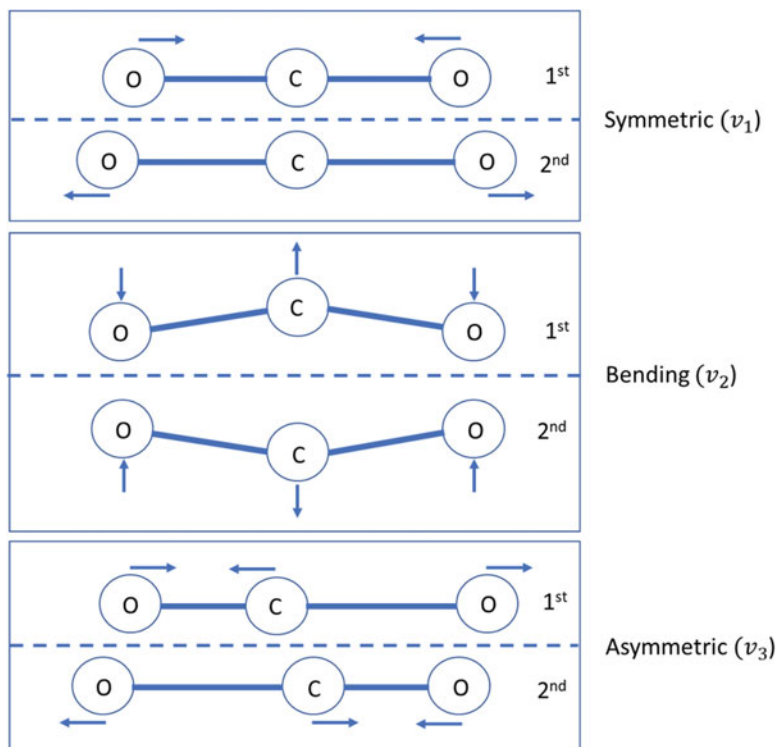 O C O 1st
Symmetric (v1)
O C O 2nd
O C O 1st
Bending (v2)
O C O 2nd
O C O 1st
Asymmetric (v3)
O C O 2nd